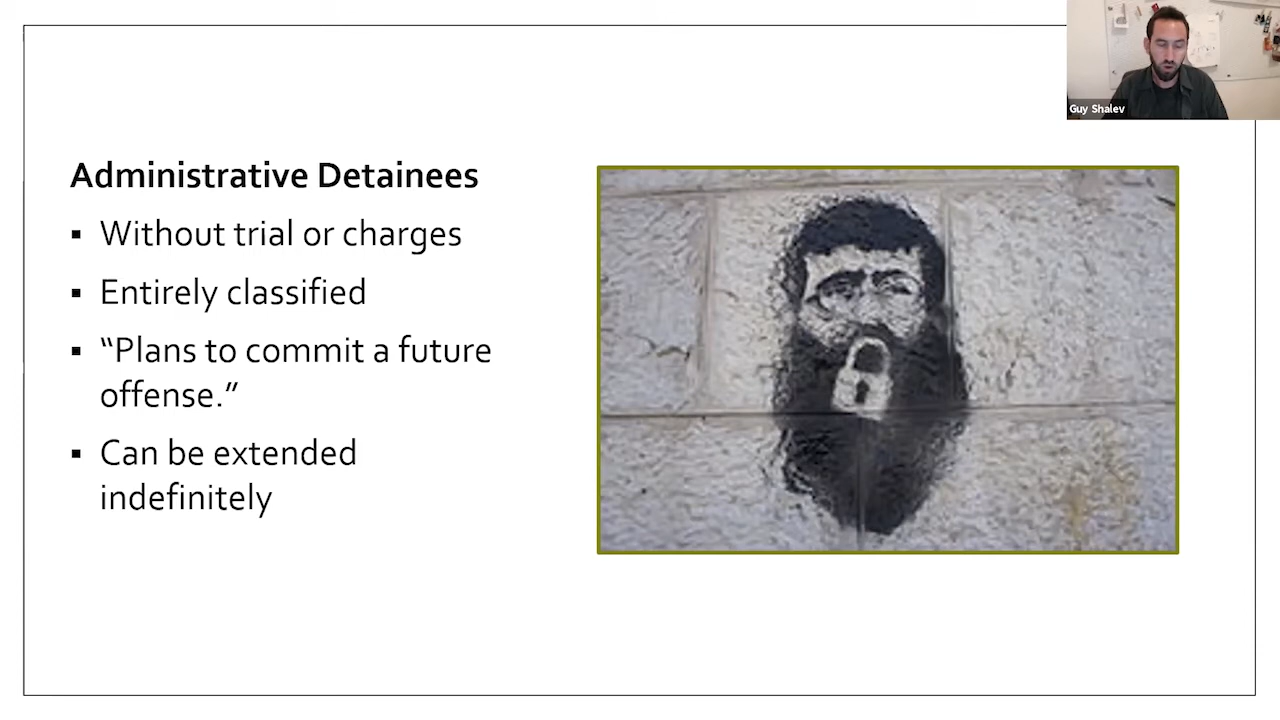 Guy Shalev
Administrative Detainees
▪ Without trial or charges
▪ Entirely classified
▪ “Plans to commit a future
offense.”
▪ Can be extended
indefinitely